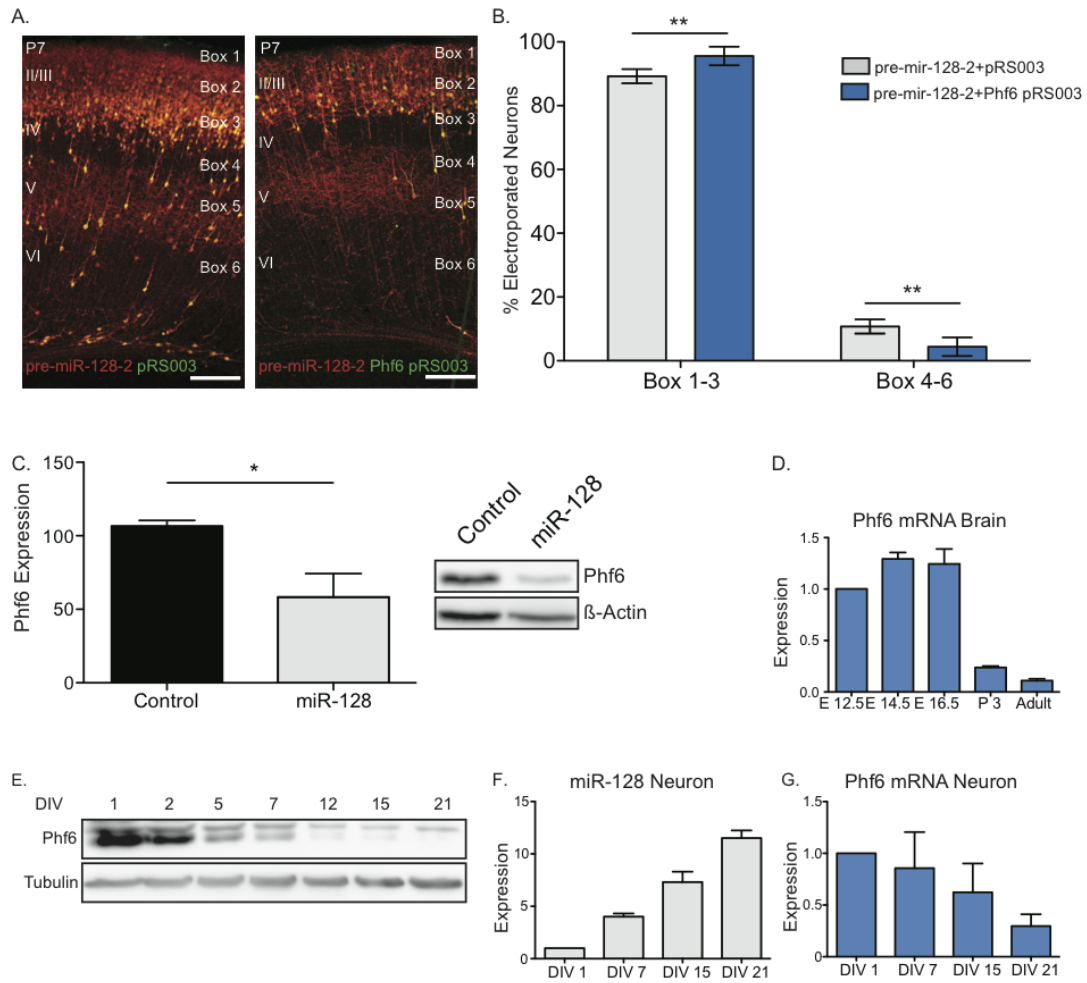 A.
P7
II/III
IV
V
VI
Box 1
Box 2
Box 3
Box 4
Box 5
Box 6
pre-miR-128-2 pRS003
P7
II/III
IV
V
VI
Box 1
Box 2
Box 3
Box 4
Box 5
Box 6
pre-miR-128-2 Phf6 pRS003
B.
% Electroporated Neurons
100
80
60
40
20
0
**
**
Box 1-3
Box 4-6
pre-mir-128-2+pRS003
pre-mir-128-2+Phf6 pRS003
C.
Phf6 Expression
150
100
50
0
*
Control
miR-128
Control
miR-128
Phf6
ß-Actin
D.
Phf6 mRNA Brain
Expression
1.5
1.0
0.5
0.0
E 12.5 E 14.5 E 16.5 P 3 Adult
E.
DIV 1 2 5 7 12 15 21
Phf6
Tubulin
F.
miR-128 Neuron
Expression
15
10
5
0
DIV 1 DIV 7 DIV 15 DIV 21
G.
Phf6 mRNA Neuron
Expression
1.5
1.0
0.5
0.0
DIV 1 DIV 7 DIV 15 DIV 21